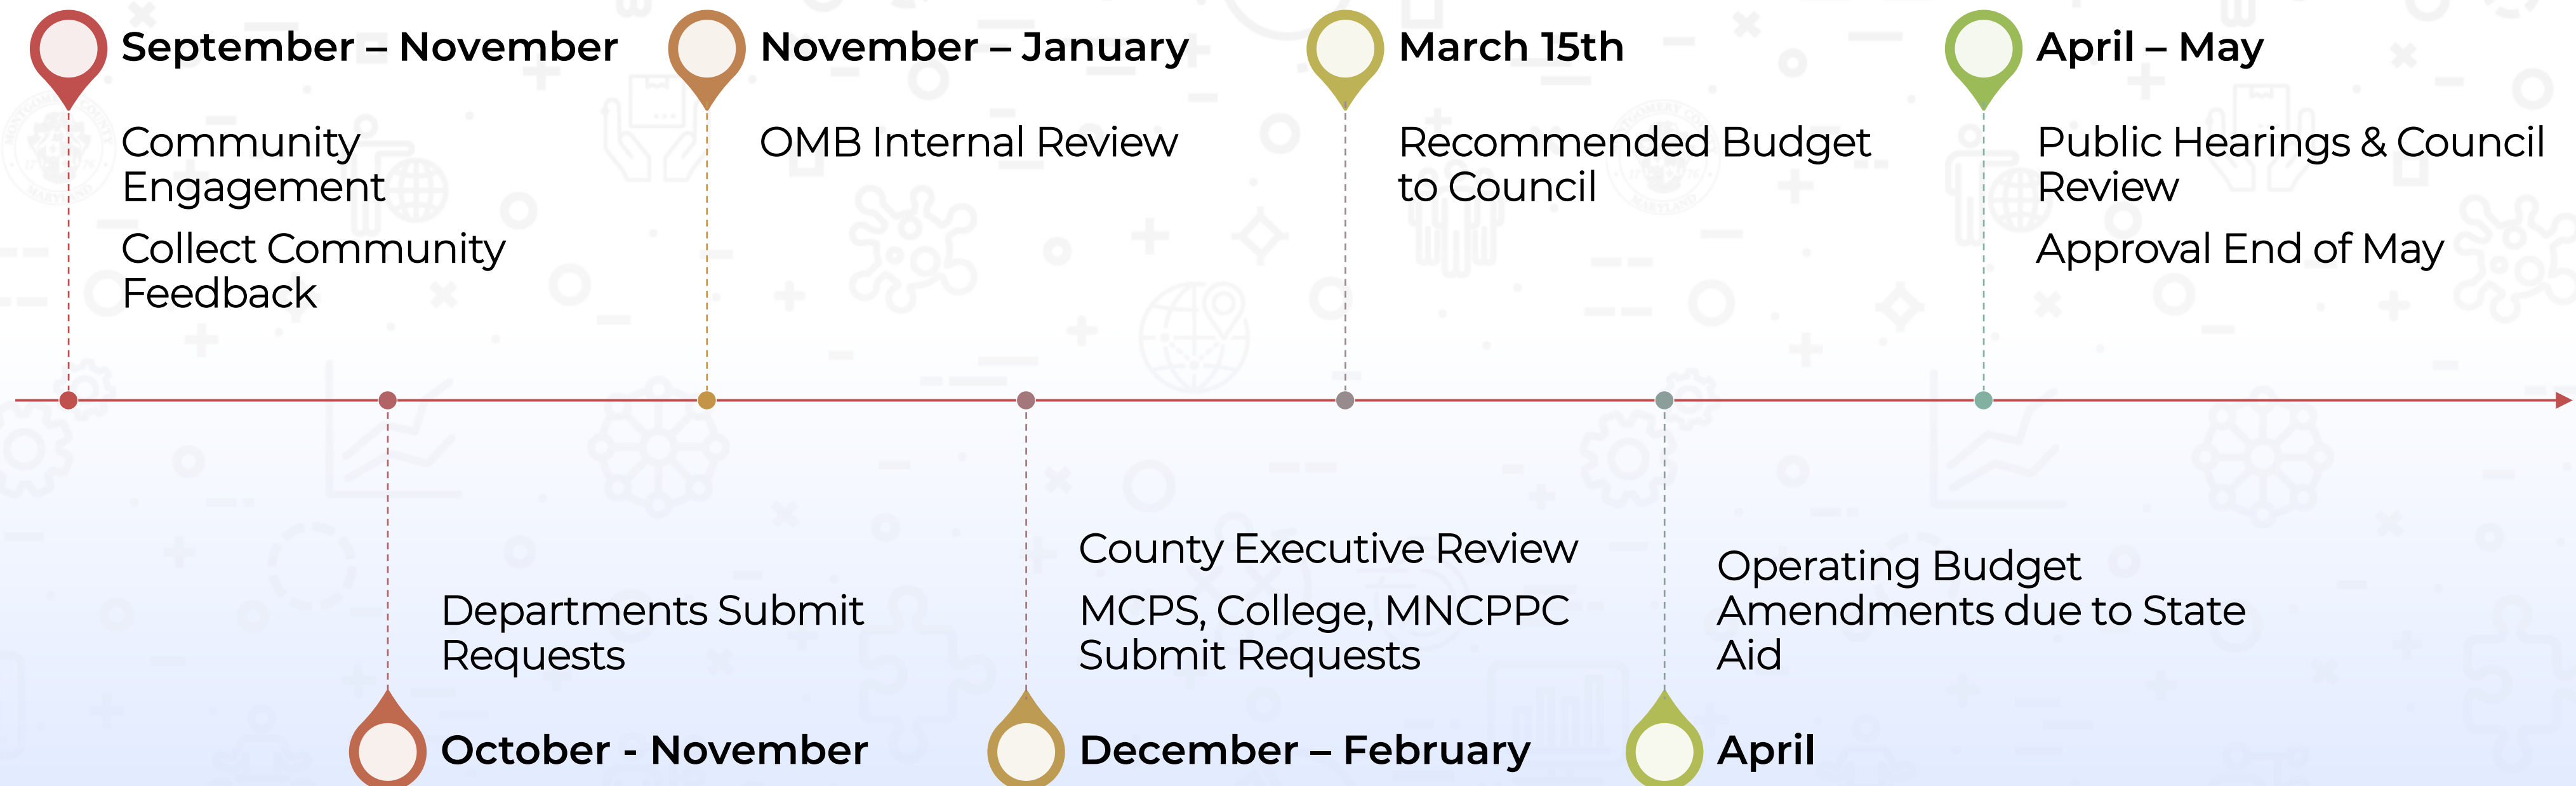 September – November
Community
Engagement
Collect Community
Feedback
November – January
OMB Internal Review
March 15th
Recommended Budget
to Council
April – May
Public Hearings & Council
Review
Approval End of May
Departments Submit
Requests
October - November
County Executive Review
MCPS, College, MNCPPC
Submit Requests
December – February
Operating Budget
Amendments due to State
Aid
April